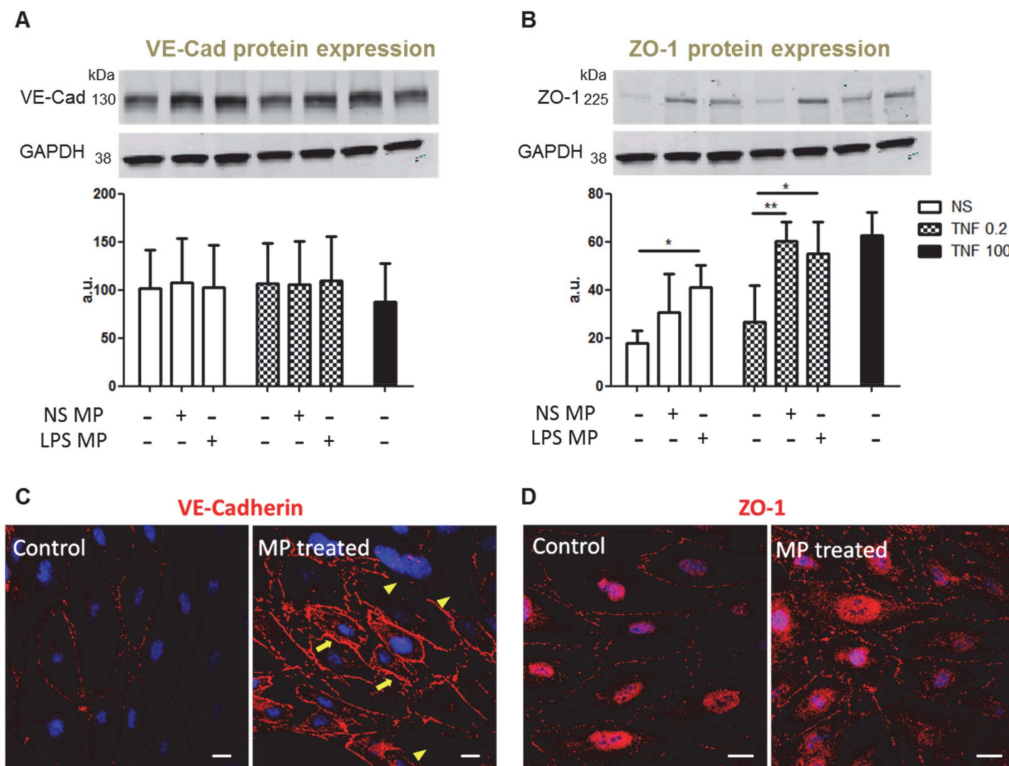 A
VE-Cad protein expression
kDa
VE-Cad 130
GAPDH 38
200
150
100
50
0
a.u.
NS MP - + - - + - -
LPS MP - - + - - + -
B
ZO-1 protein expression
kDa
ZO-1 225
GAPDH 38
80
60
40
20
0
a.u.
* ** *
NS
TNF 0.2
TNF 100
- + - - + - -
NS MP
- - + - - + -
LPS MP
C
VE-Cadherin
Control
MP treated
D
ZO-1
Control
MP treated